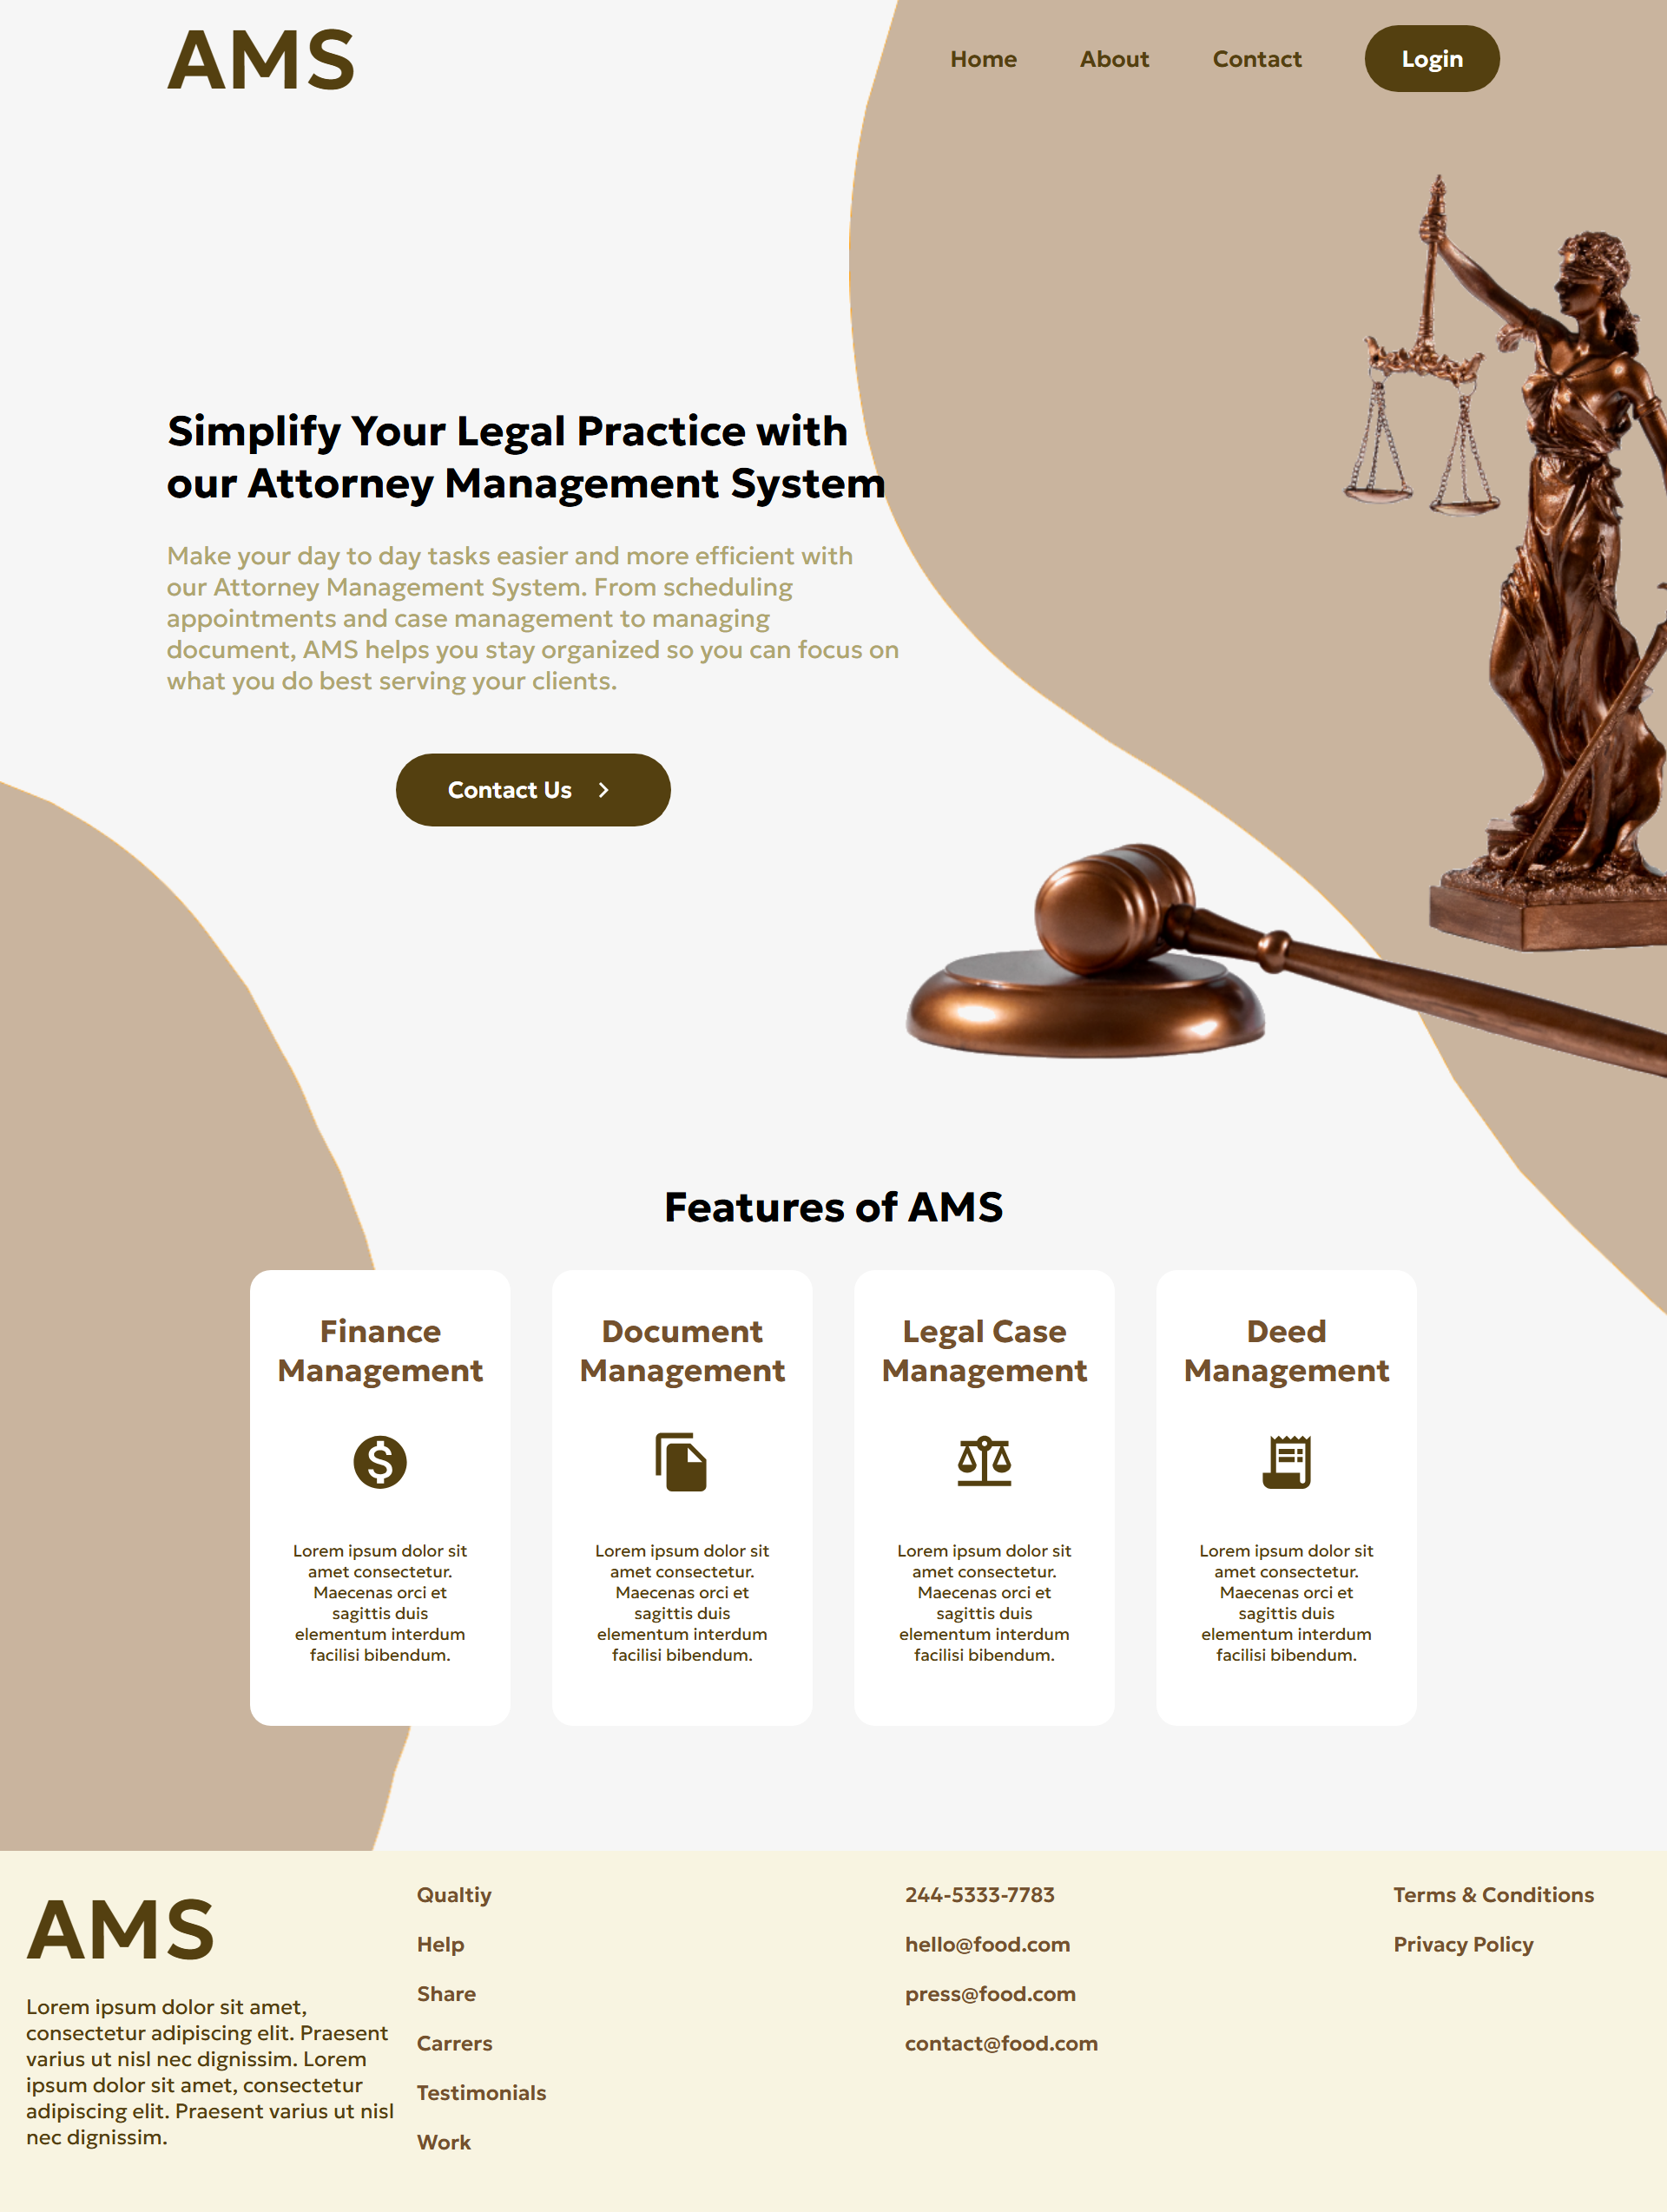 AMS
Home
About
Contact
Login
Simplify Your Legal Practice with
our Attorney Management System
Make your day to day tasks easier and more efficient with
our Attorney Management System. From scheduling
appointments and case management to managing
document, AMS helps you stay organized so you can focus on
what you do best serving your clients.
Contact Us
Features of AMS
Finance
Management
Lorem ipsum dolor sit
amet consectetur.
Maecenas orci et
sagittis duis
elementum interdum
facilisi bibendum.
Document
Management
Lorem ipsum dolor sit
amet consectetur.
Maecenas orci et
sagittis duis
elementum interdum
facilisi bibendum.
Legal Case
Management
Lorem ipsum dolor sit
amet consectetur.
Maecenas orci et
sagittis duis
elementum interdum
facilisi bibendum.
Deed
Management
Lorem ipsum dolor sit
amet consectetur.
Maecenas orci et
sagittis duis
elementum interdum
facilisi bibendum.
AMS
Lorem ipsum dolor sit amet,
consectetur adipiscing elit. Praesent
varius ut nisl nec dignissim. Lorem
ipsum dolor sit amet, consectetur
adipiscing elit. Praesent varius ut nisl
nec dignissim.
Qualtiy
Help
Share
Carrers
Testimonials
Work
244-5333-7783
hello@food.com
press@food.com
contact@food.com
Terms & Conditions
Privacy Policy